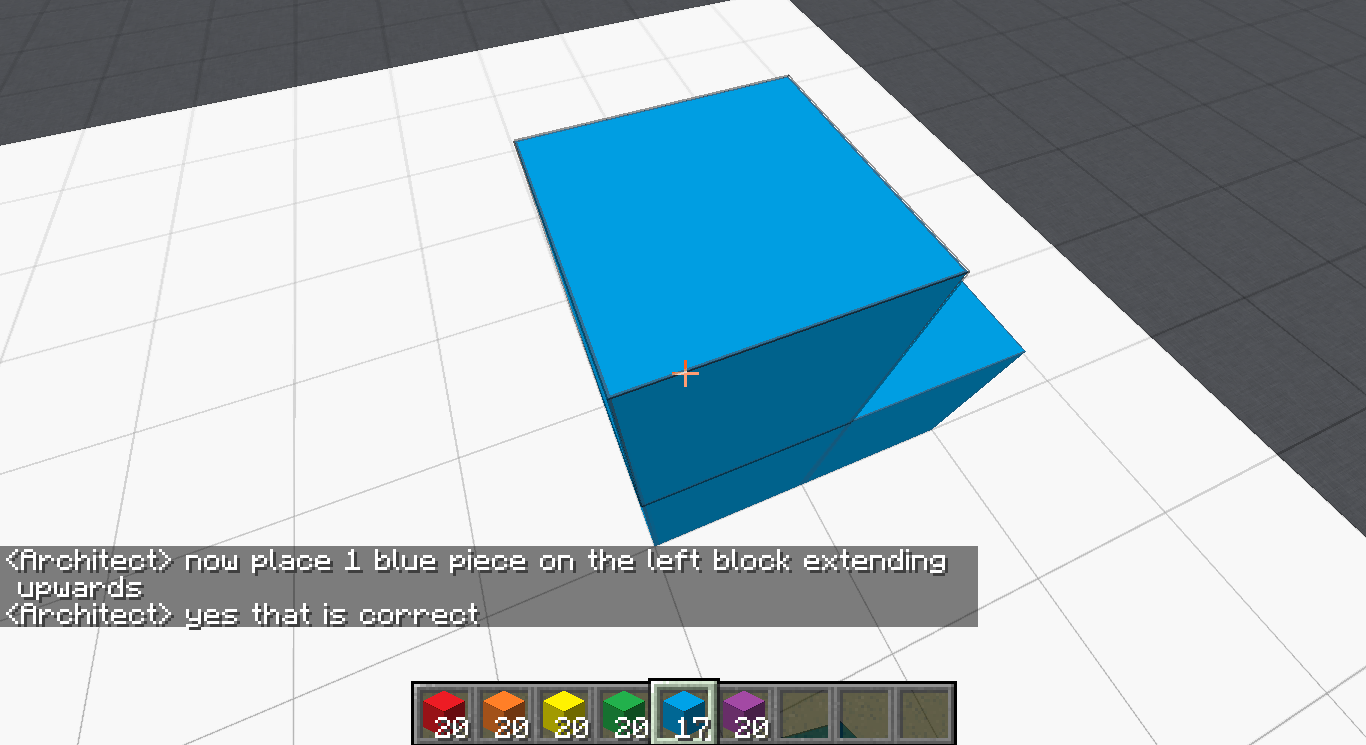 <Architect> now place 1 blue piece on the left block extending
upwards
<Architect> yes that is correct
20 20 20 20 17 20